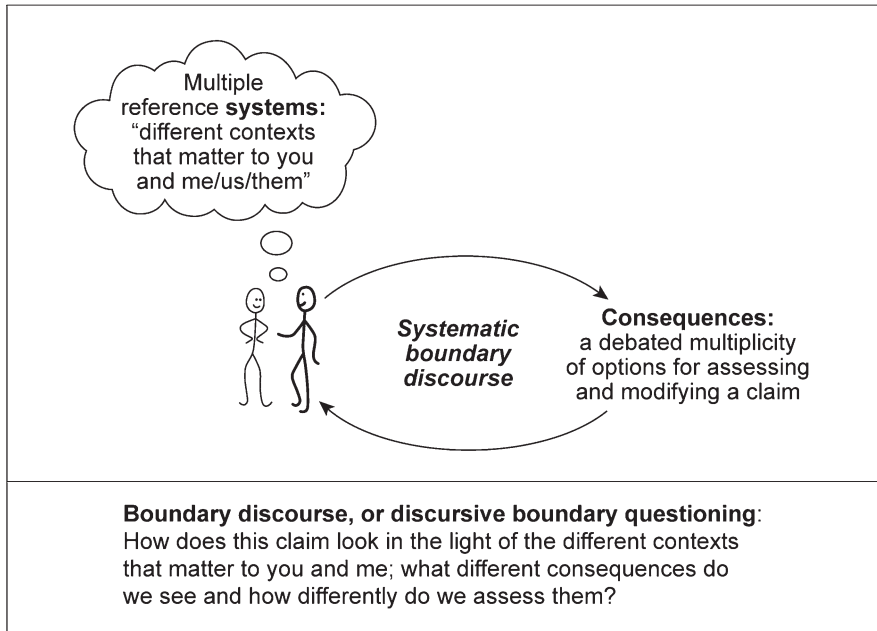 Multiple
reference systems:
“different contexts
that matter to you
and me/us/them”
Systematic
boundary
discourse
Consequences:
a debated multiplicity
of options for assessing
and modifying a claim
Boundary discourse, or discursive boundary questioning:
How does this claim look in the light of the different contexts
that matter to you and me; what different consequences do
we see and how differently do we assess them?